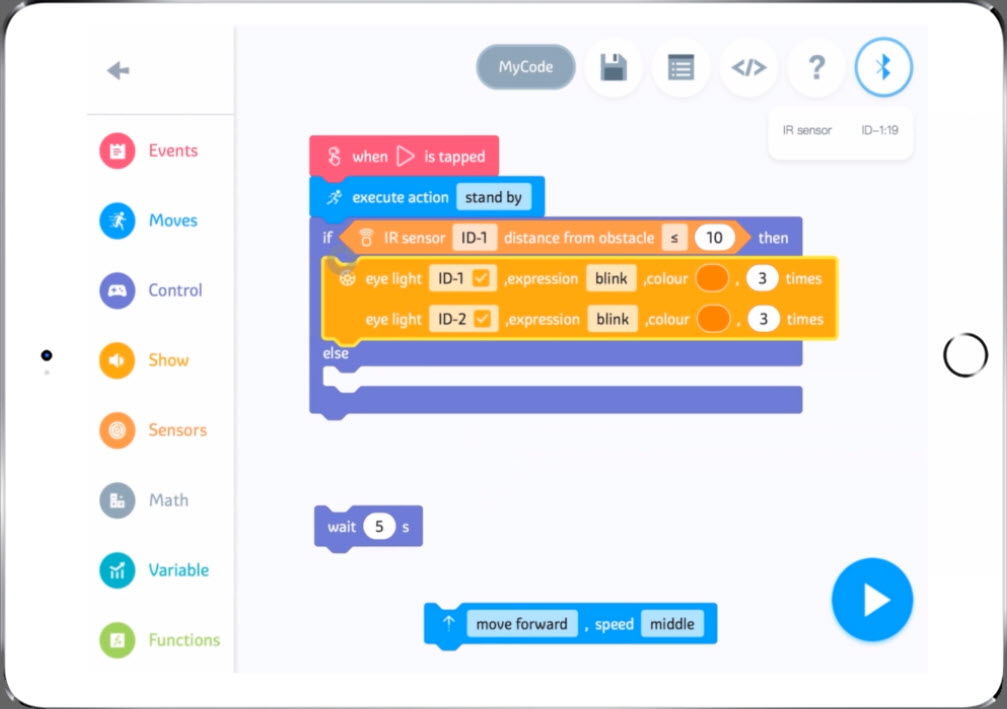 MyCode
</>
?
IR sensor ID-1:19
Events
Moves
Control
Show
Sensors
Math
Variable
Functions
when is tapped
execute action stand by
if IR sensor ID-1 distance from obstacle ≤ 10 then
eye light ID-1 ,expression blink ,colour , 3 times
eye light ID-2 ,expression blink ,colour , 3 times
else
wait 5 s
move forward , speed middle